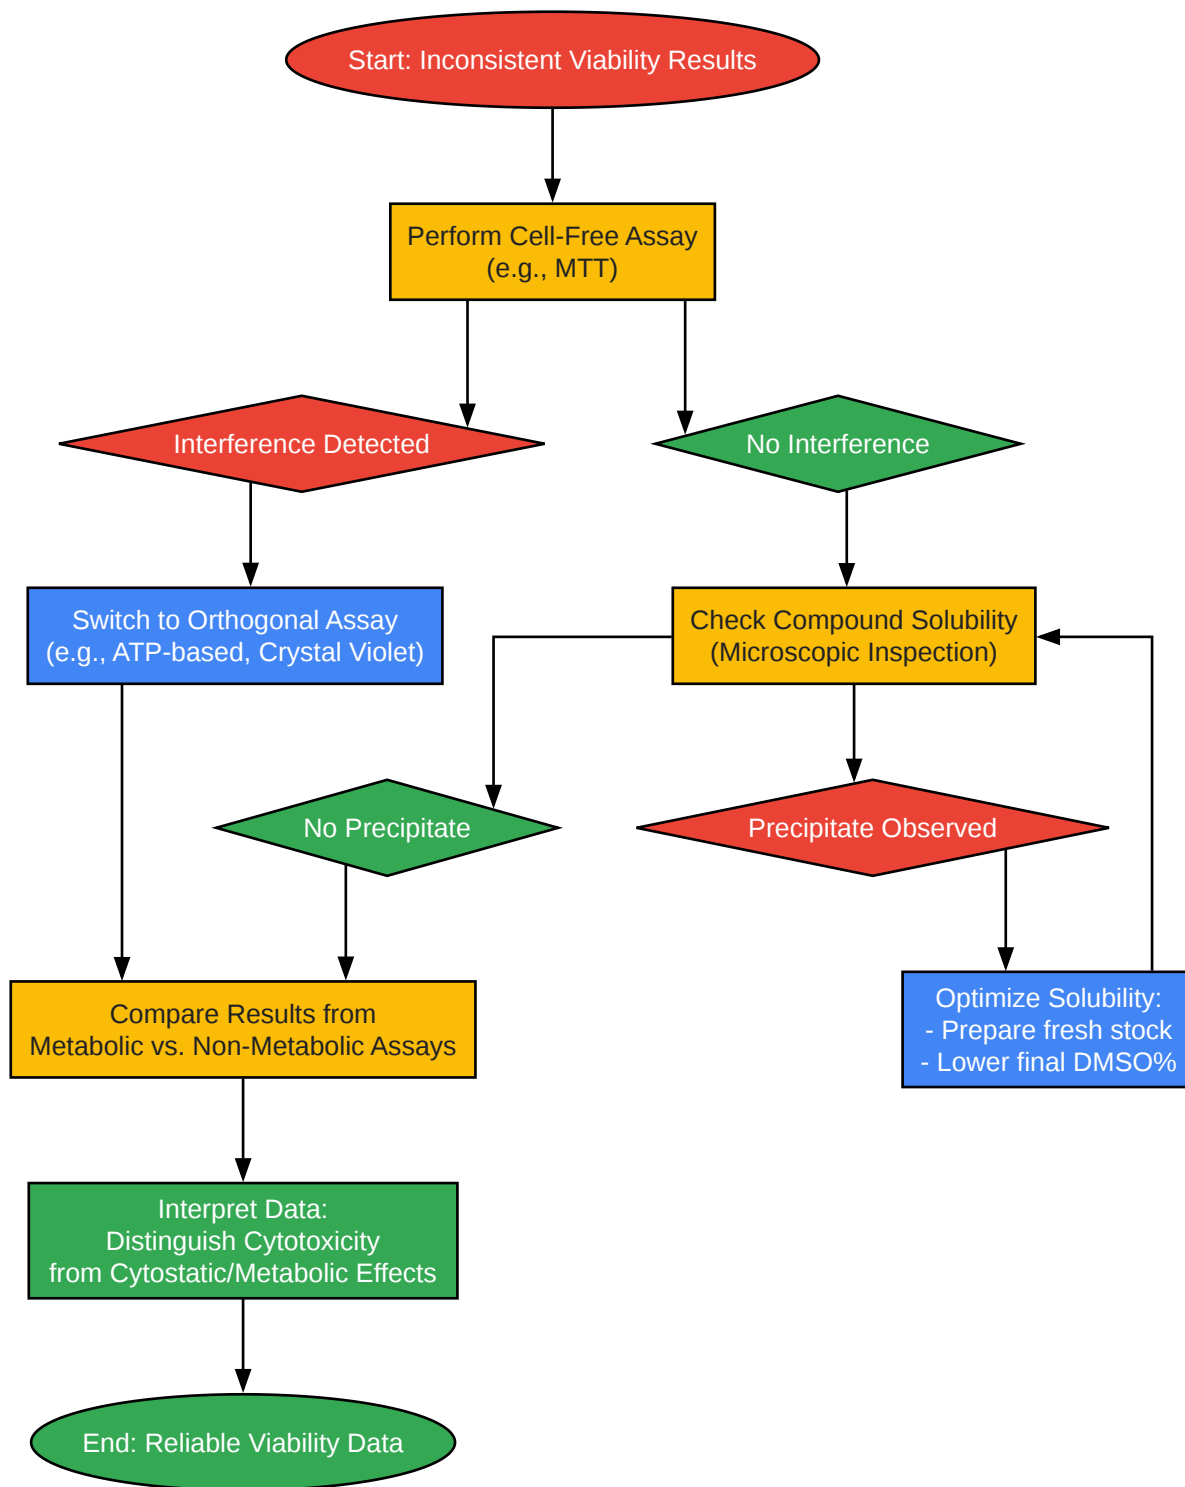 Start: Inconsistent Viability Results
Perform Cell-Free Assay
(e.g., MTT)
Interference Detected
No Interference
Switch to Orthogonal Assay
(e.g., ATP-based, Crystal Violet)
Check Compound Solubility
(Microscopic Inspection)
No Precipitate
Precipitate Observed
Compare Results from
Metabolic vs. Non-Metabolic Assays
Optimize Solubility:
- Prepare fresh stock
- Lower final DMSO%
Interpret Data:
Distinguish Cytotoxicity
from Cytostatic/Metabolic Effects
End: Reliable Viability Data